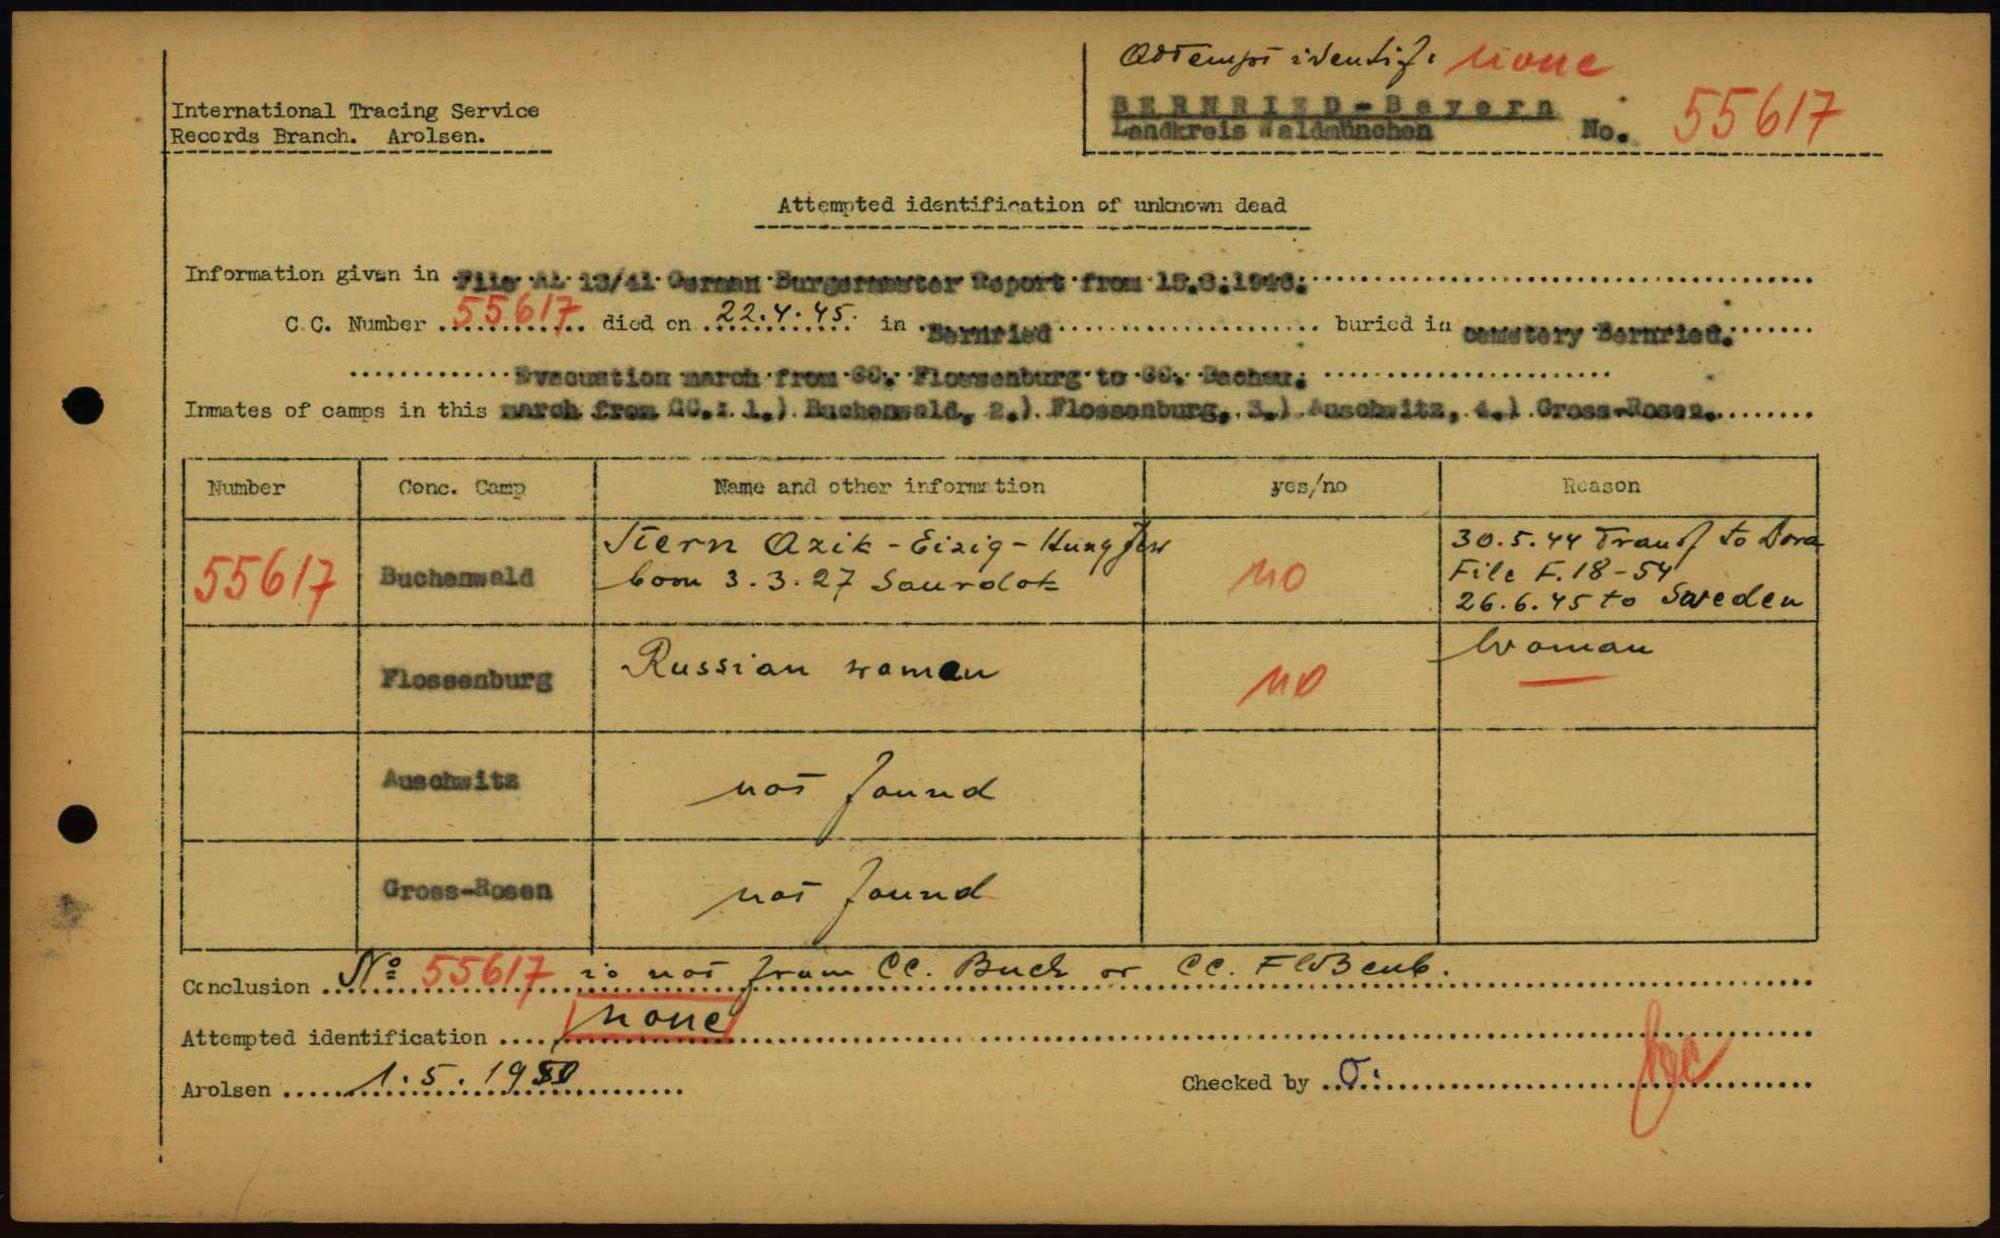 Attempt identif. none
International Tracing Service
BERNRIED-Bayern
Records Branch. Arolsen.
Landkreis Waldmünchen No. 55617
Attempted identification of unknown dead
Information given in File AL 13/41 German Burgermaster Report from
C.C. Number 55617 died on 22.4.45. in Bernried buried in cemetery Bernried.
Evacuation march from CC. Flossenburg to CC. Dachau.
Inmates of camps in this march from CC.: 1.) Buchenwald, 2.) Flossenburg, 3.) Auschwitz, 4.) Gross-Rosen.
Number Conc. Camp Name and other information yes/no Reason
55617 Buchenwald Stern Azik - Eizig - Hung Jew no 30.5.44 Transf to Dora
born 3.3.27 File F.18-54
26.6.45 to Sweden
Flossenburg Russian woman no Woman
Auschwitz not found
Gross-Rosen not found
Conclusion No 55617 is not from CC. Buch or CC. Floßenb.
Attempted identification none
Arolsen 1.5.1950 Checked by